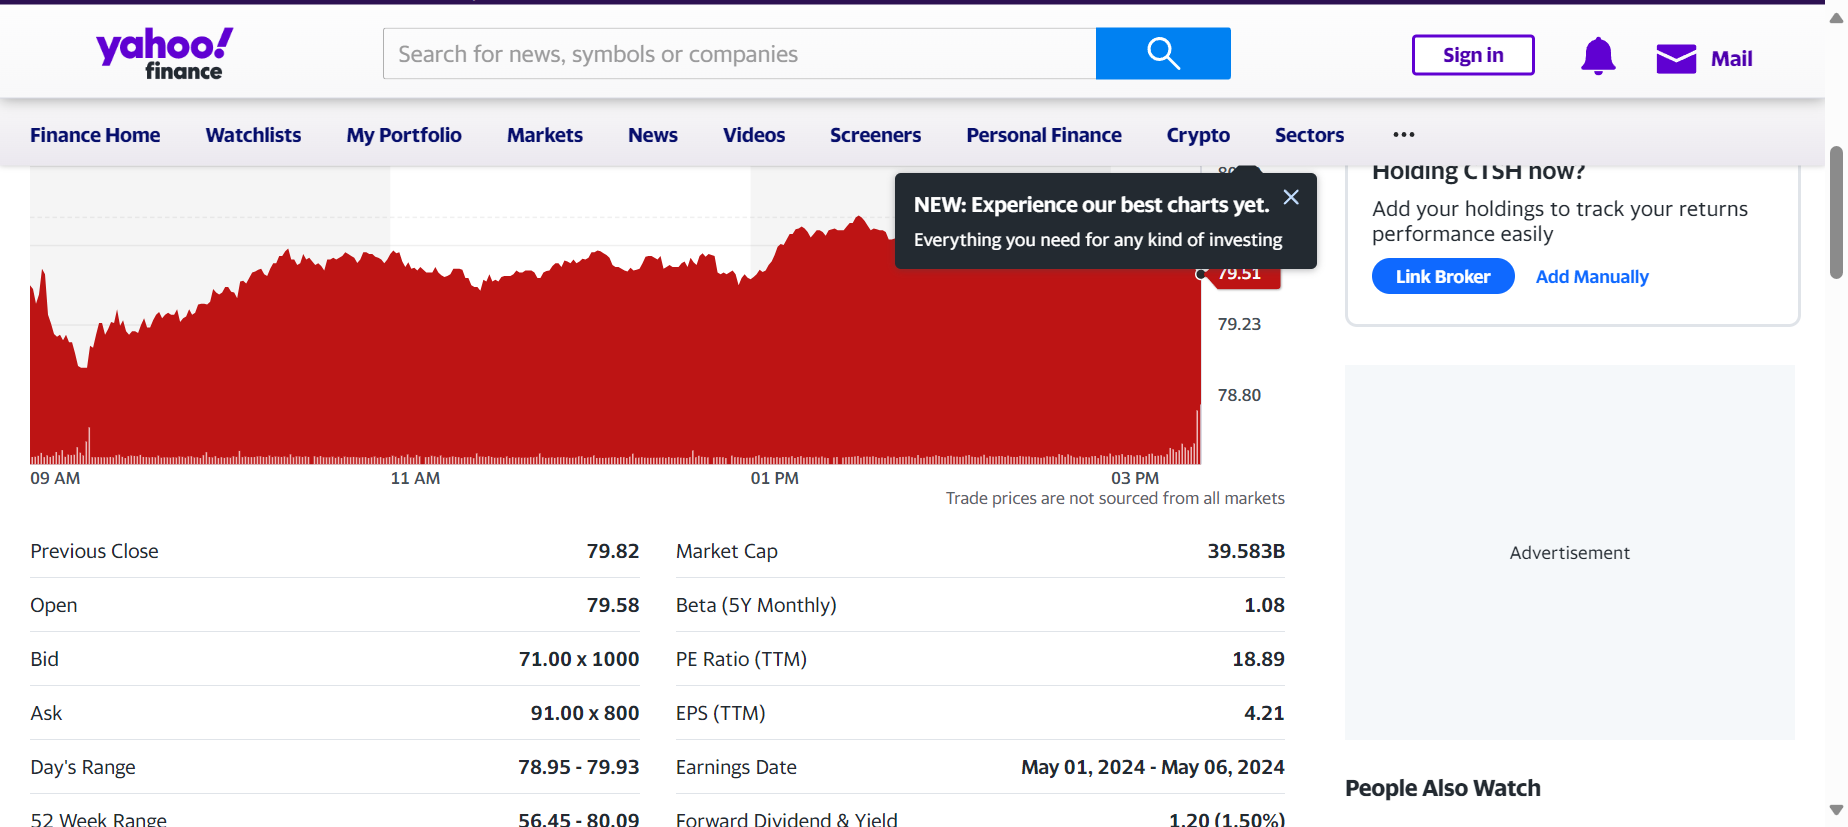 yahoo!
finance
Search for news, symbols or companies
Sign in
Mail
Finance Home
Watchlists
My Portfolio
Markets
News
Videos
Screeners
Personal Finance
Crypto
Sectors
...
NEW: Experience our best charts yet.
Everything you need for any kind of investing
79.51
79.23
78.80
09 AM
11 AM
01 PM
03 PM
Trade prices are not sourced from all markets
Previous Close 79.82
Open 79.58
Bid 71.00 x 1000
Ask 91.00 x 800
Day's Range 78.95 - 79.93
52 Week Range 56.45 - 80.09
Market Cap 39.583B
Beta (5Y Monthly) 1.08
PE Ratio (TTM) 18.89
EPS (TTM) 4.21
Earnings Date May 01, 2024 - May 06, 2024
Forward Dividend & Yield 1.20 (1.50%)
Holding CTSH now?
Add your holdings to track your returns
performance easily
Link Broker
Add Manually
Advertisement
People Also Watch